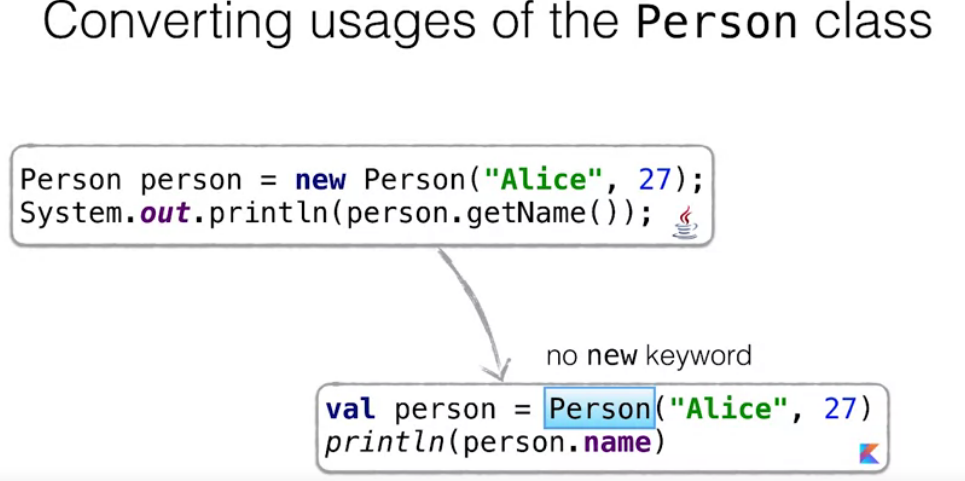 Converting usages of the Person class
Person person = new Person("Alice", 27);
System.out.println(person.getName());
no new keyword
val person = Person("Alice", 27)
println(person.name)